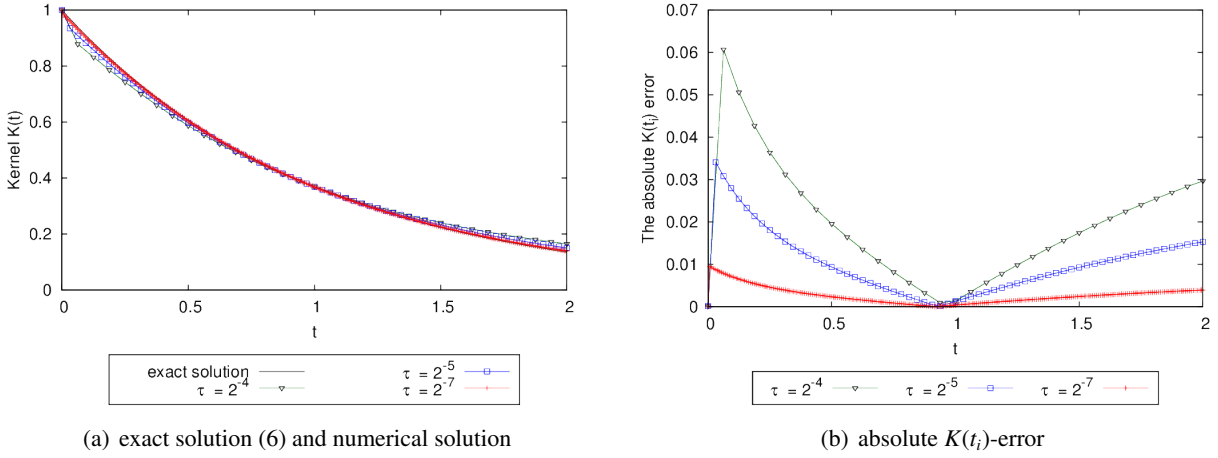 1
0.8
0.6
0.4
0.2
0
Kernel K(t)
0
0.5
1
1.5
2
t
exact solution
τ = 2⁻⁴
τ = 2⁻⁵
τ = 2⁻⁷
(a) exact solution (6) and numerical solution
0.07
0.06
0.05
0.04
0.03
0.02
0.01
0
The absolute K(tᵢ) error
0
0.5
1
1.5
2
t
τ = 2⁻⁴
τ = 2⁻⁵
τ = 2⁻⁷
(b) absolute K(tᵢ)-error